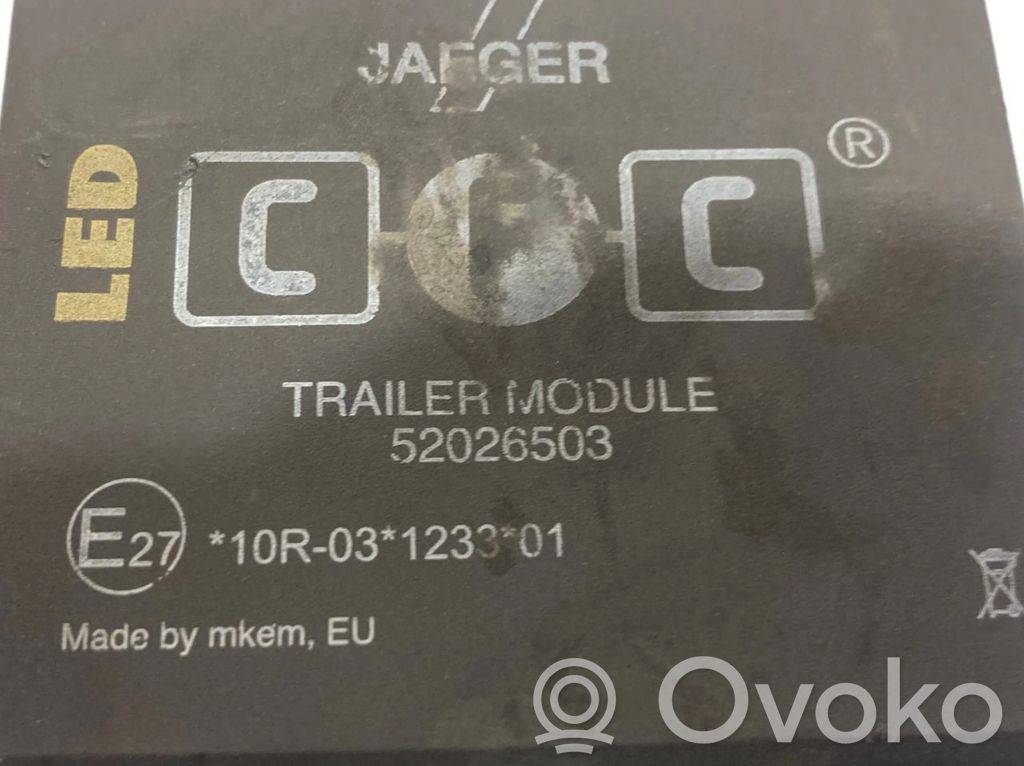 JAEGER
LED
C F C ®
TRAILER MODULE
52026503
E27 *10R-03*1233*01
Made by mkem, EU
Ovoko